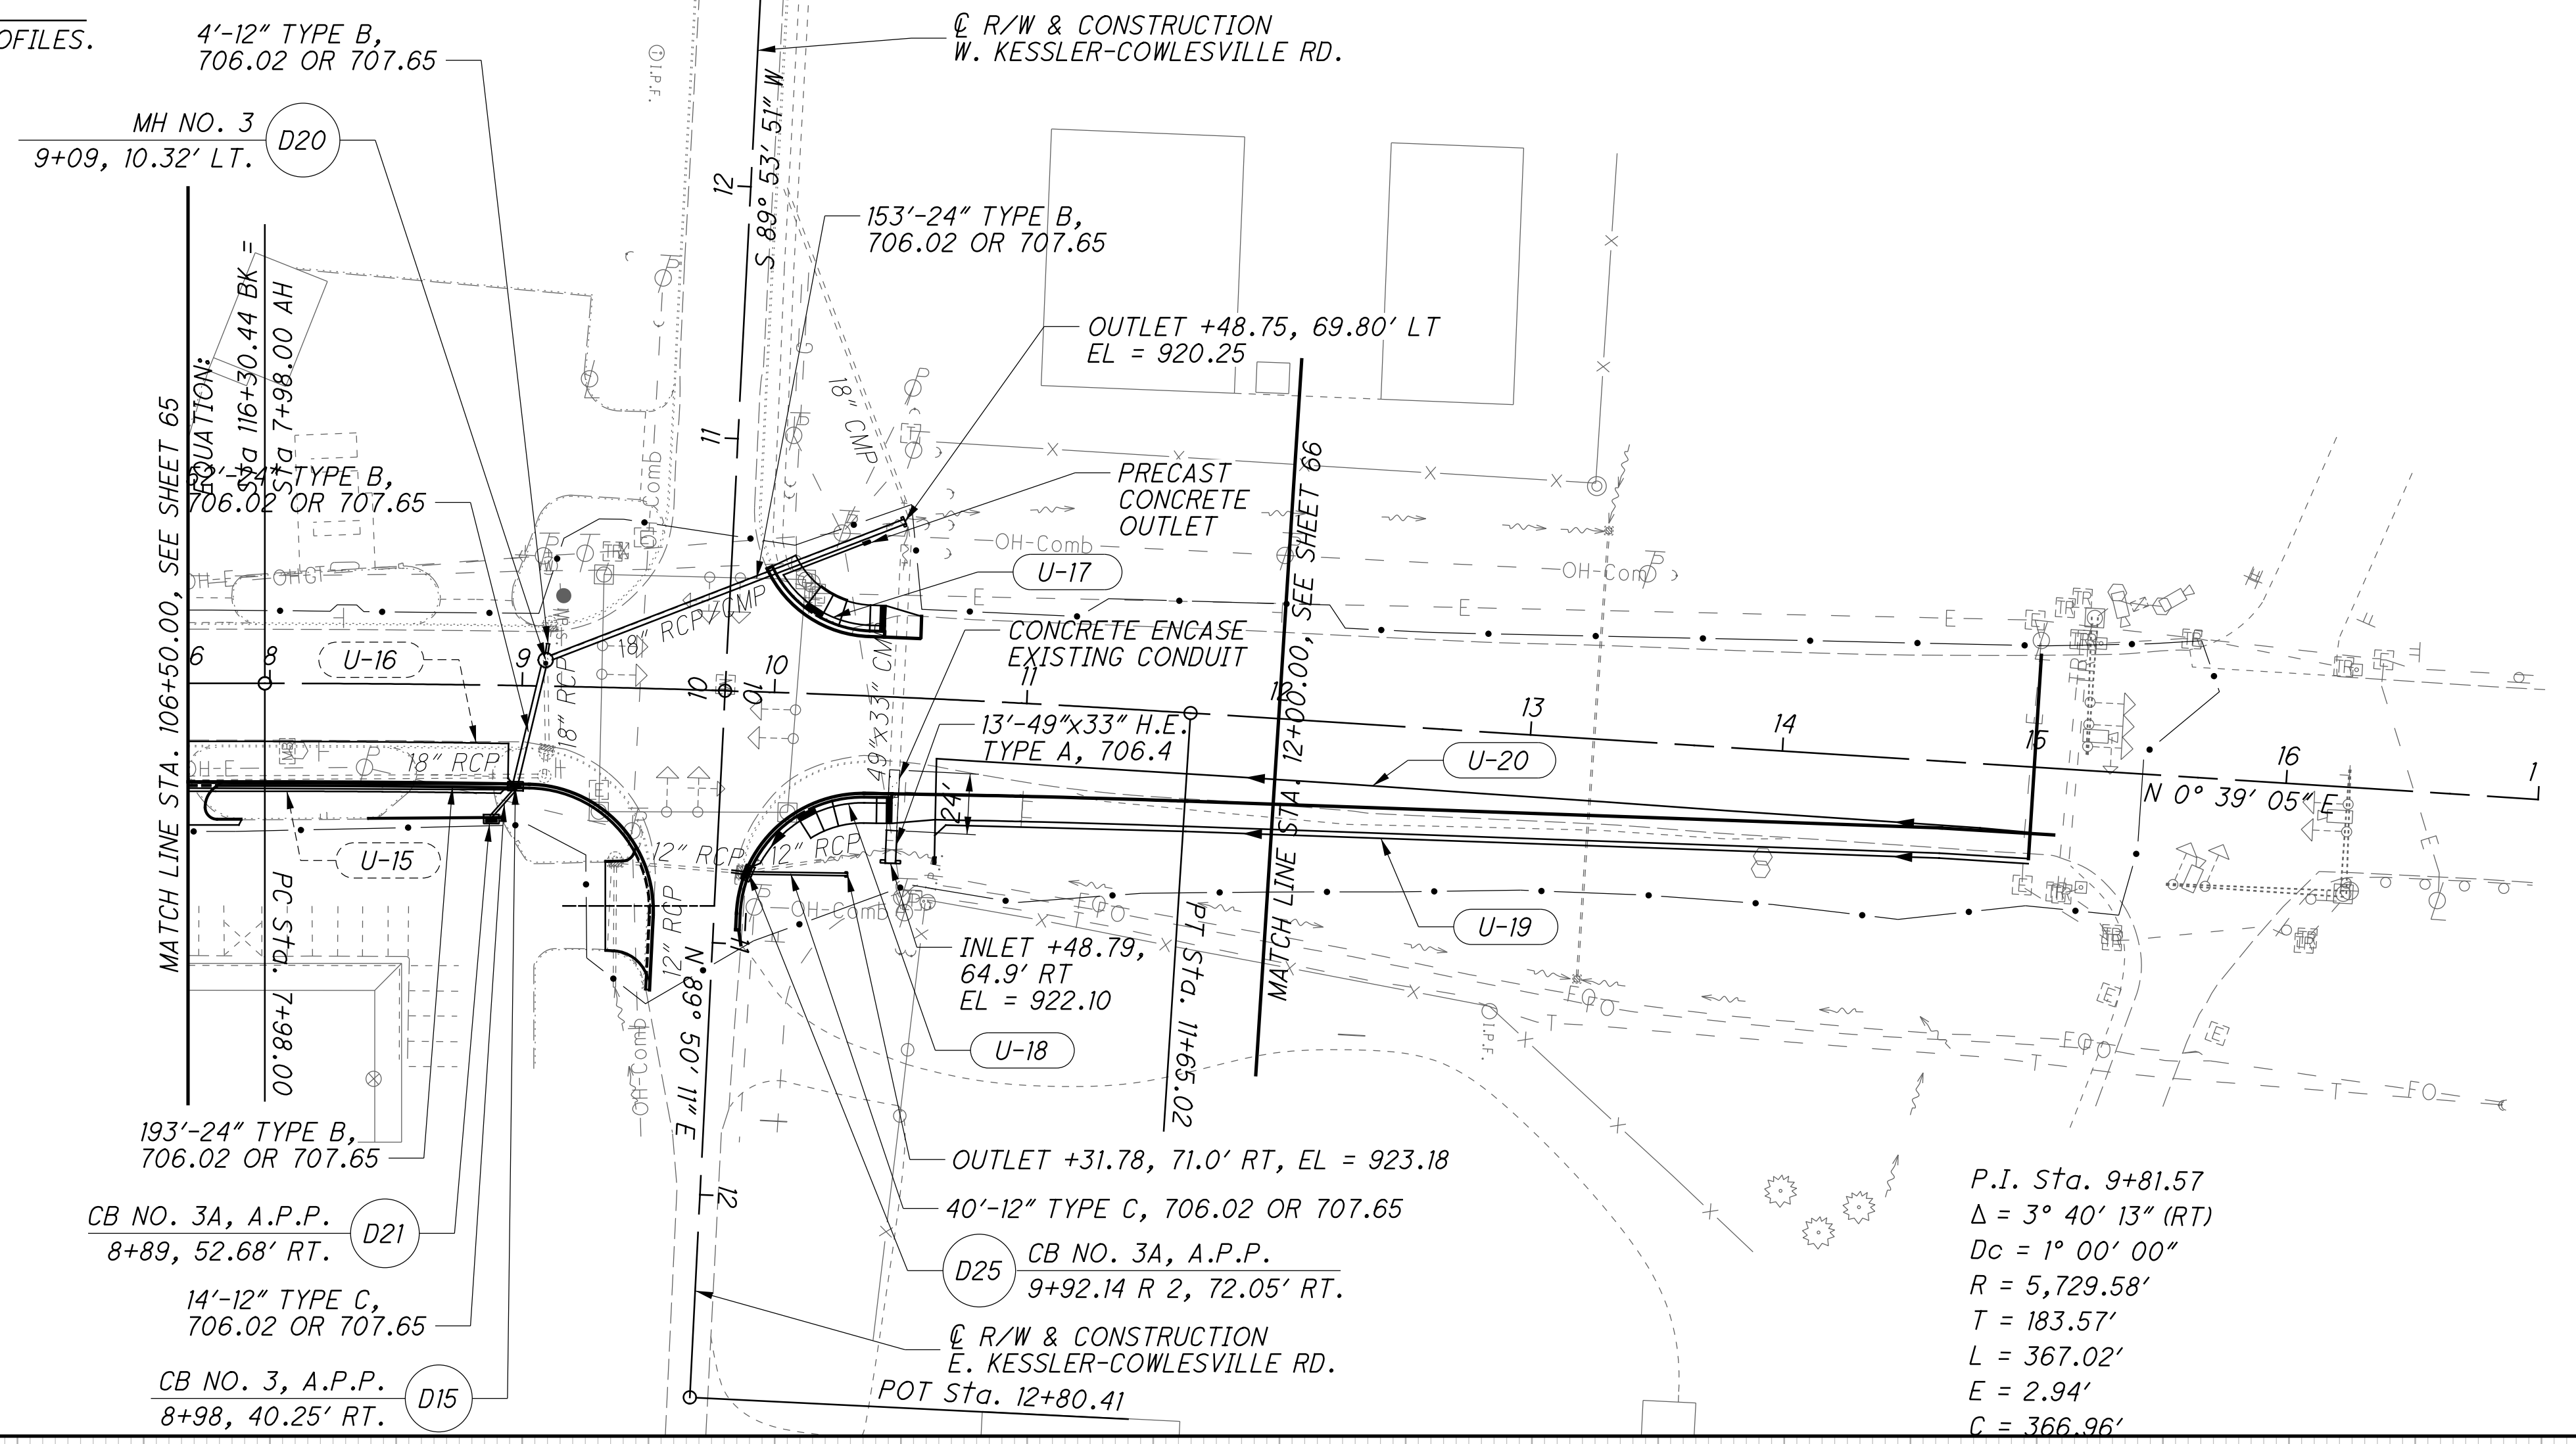 OFILES.
4'-12" TYPE B,
706.02 OR 707.65
℄ R/W & CONSTRUCTION
W. KESSLER-COWLESVILLE RD.
I.P.F.
MH NO. 3
9+09, 10.32' LT.
D20
S 89° 53' 51" W
12
11
153'-24" TYPE B,
706.02 OR 707.65
OUTLET +48.75, 69.80' LT
EL = 920.25
18" CMP
MATCH LINE STA. 106+50.00, SEE SHEET 65
EQUATION:
Sta 116+30.44 BK =
Sta 7+98.00 AH
52'-24" TYPE B,
706.02 OR 707.65
PRECAST
CONCRETE
OUTLET
MATCH LINE STA. 12+00.00, SEE SHEET 66
OH-Comb
OH-Com
OH-E
U-17
18" RCP/CMP
CONCRETE ENCASE
EXISTING CONDUIT
6
8
U-16
9
10
10
10
11
12
13
14
15
16
1
18" RCP
49"x33" CMP
13'-49"x33" H.E.
TYPE A, 706.4
U-20
24'
N 0° 39' 05" E
OH-E
18" RCP
U-15
12" RCP
12" RCP
12" RCP
OH-Comb
U-19
INLET +48.79,
64.9' RT
EL = 922.10
U-18
PC Sta. 7+98.00
N 89° 50' 11" E
PT Sta. 11+65.02
OH-Comb
FO
FO
FO
FO
I.P.F.
193'-24" TYPE B,
706.02 OR 707.65
OUTLET +31.78, 71.0' RT, EL = 923.18
40'-12" TYPE C, 706.02 OR 707.65
CB NO. 3A, A.P.P.
8+89, 52.68' RT.
D21
12
D25
CB NO. 3A, A.P.P.
9+92.14 R 2, 72.05' RT.
14'-12" TYPE C,
706.02 OR 707.65
℄ R/W & CONSTRUCTION
E. KESSLER-COWLESVILLE RD.
CB NO. 3, A.P.P.
8+98, 40.25' RT.
D15
POT Sta. 12+80.41
P.I. Sta. 9+81.57
Δ = 3° 40' 13" (RT)
Dc = 1° 00' 00"
R = 5,729.58'
T = 183.57'
L = 367.02'
E = 2.94'
C = 366.96'